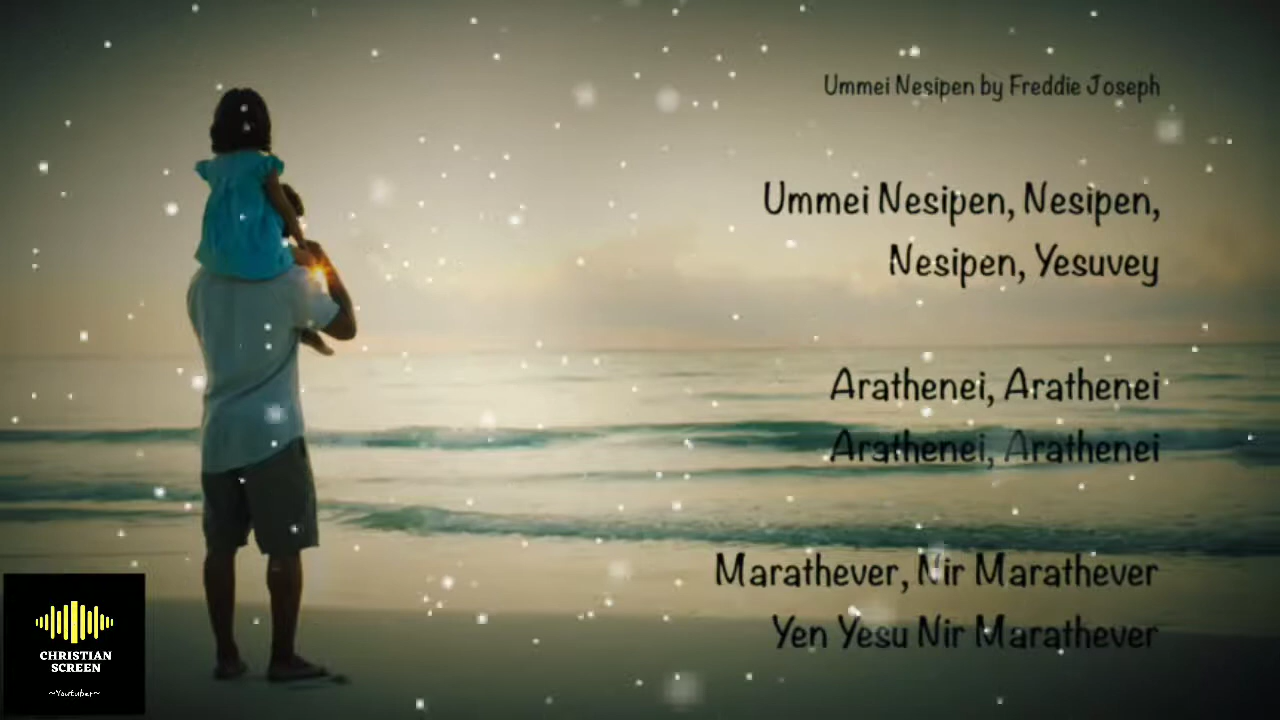 Ummei Nesipen by Freddie Joseph
Ummei Nesipen, Nesipen,
Nesipen, Yesuvey
Arathenei, Arathenei
Arathenei, Arathenei
Marathever, Nir Marathever
Yen Yesu Nir Marathever
CHRISTIAN
SCREEN
~Youtuber~